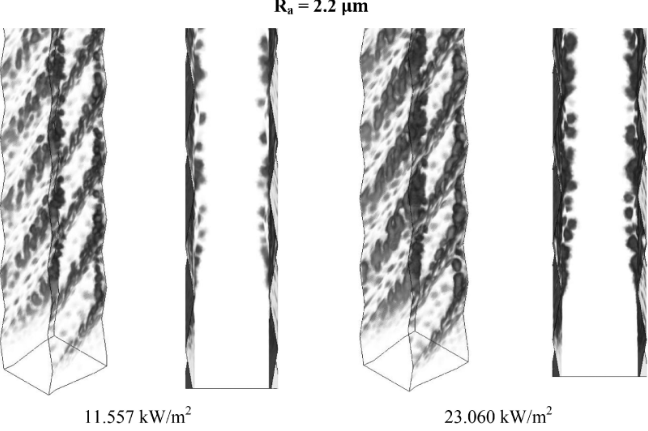 Rₐ = 2.2 μm
11.557 kW/m²
23.060 kW/m²